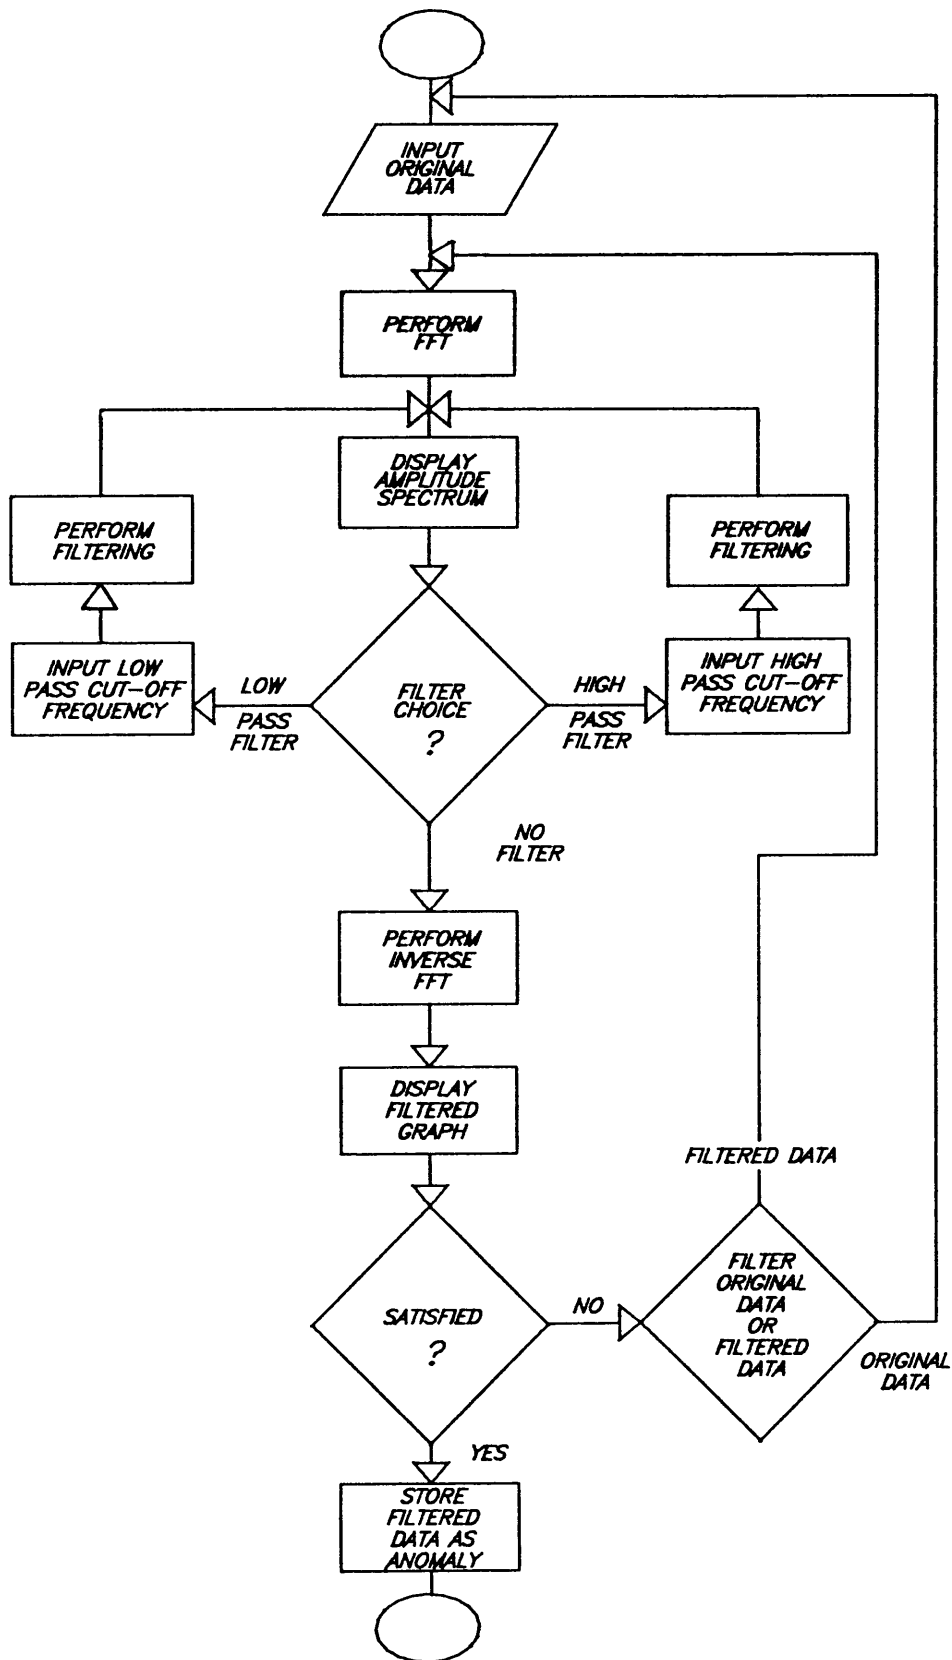 INPUT
ORIGINAL
DATA
PERFORM
FFT
DISPLAY
AMPLITUDE
SPECTRUM
PERFORM
FILTERING
PERFORM
FILTERING
INPUT LOW
PASS CUT-OFF
FREQUENCY
LOW
PASS
FILTER
FILTER
CHOICE
?
HIGH
PASS
FILTER
INPUT HIGH
PASS CUT-OFF
FREQUENCY
NO
FILTER
PERFORM
INVERSE
FFT
DISPLAY
FILTERED
GRAPH
FILTERED DATA
SATISFIED
?
NO
FILTER
ORIGINAL
DATA
OR
FILTERED
DATA
ORIGINAL
DATA
YES
STORE
FILTERED
DATA AS
ANOMALY